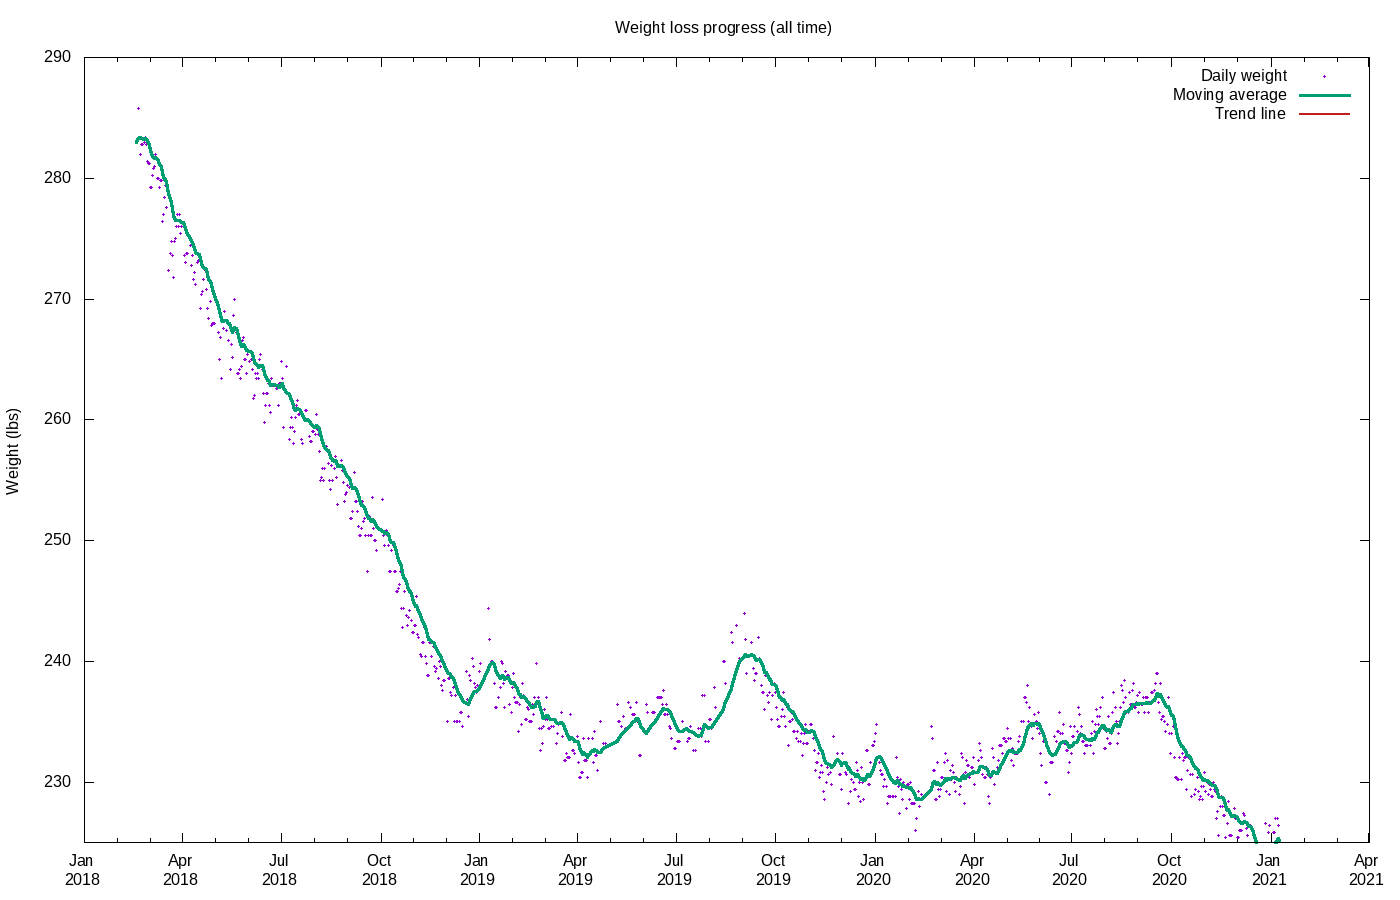 Weight loss progress (all time)
Daily weight
Moving average
Trend line
Weight (lbs)
290
280
270
260
250
240
230
Jan Apr Jul Oct Jan Apr Jul Oct Jan Apr Jul Oct Jan Apr
2018 2018 2018 2018 2019 2019 2019 2019 2020 2020 2020 2020 2021 2021